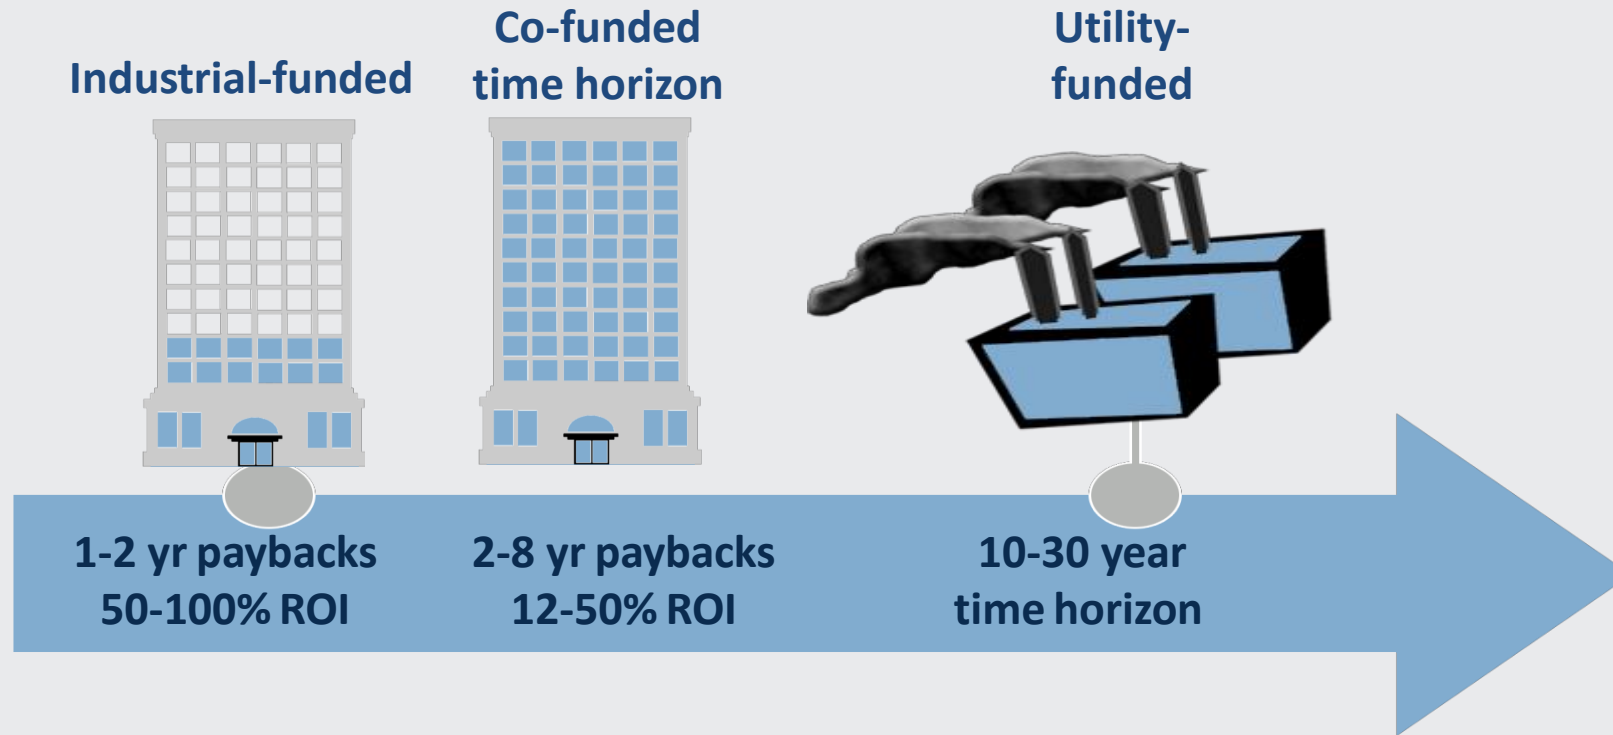 Industrial-funded
Co-funded
time horizon
Utility-
funded
1-2 yr paybacks
50-100% ROI
2-8 yr paybacks
12-50% ROI
10-30 year
time horizon